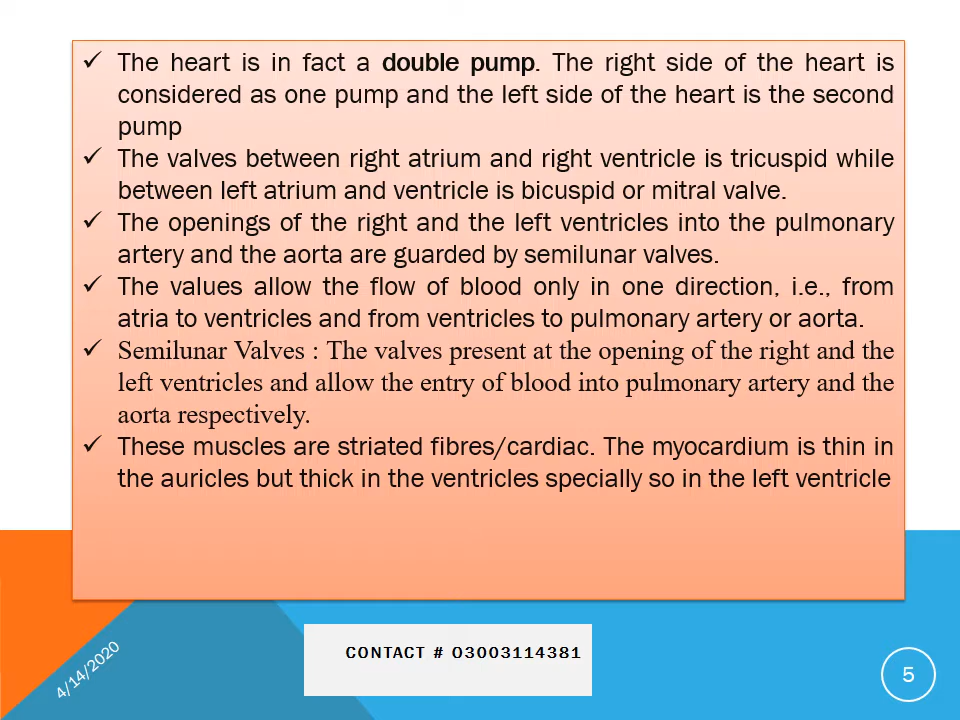 ✓ The heart is in fact a double pump. The right side of the heart is
considered as one pump and the left side of the heart is the second
pump
✓ The valves between right atrium and right ventricle is tricuspid while
between left atrium and ventricle is bicuspid or mitral valve.
✓ The openings of the right and the left ventricles into the pulmonary
artery and the aorta are guarded by semilunar valves.
✓ The values allow the flow of blood only in one direction, i.e., from
atria to ventricles and from ventricles to pulmonary artery or aorta.
✓ Semilunar Valves : The valves present at the opening of the right and the
left ventricles and allow the entry of blood into pulmonary artery and the
aorta respectively.
✓ These muscles are striated fibres/cardiac. The myocardium is thin in
the auricles but thick in the ventricles specially so in the left ventricle
4/14/2020
CONTACT # 03003114381
5